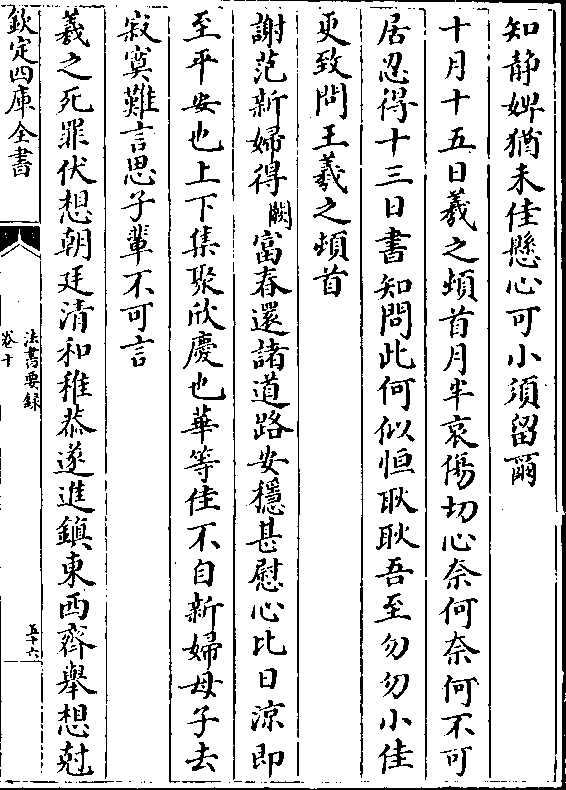 知静婢猶未佳懸心可小須留爾
十月十五日羲之頓首月半哀傷切心奈何奈何不可
居忍得十三日書知問此何似恒耿耿吾至勿勿小佳
更致問王羲之頓首
謝范新婦得闕富春還諸道路安穩甚慰心比日涼即
至平安也上下集聚欣慶也華等佳不自新婦母子去
寂寞難言思子輩不可言
羲之死罪伏想朝廷清和稚恭遂進鎮東西齊舉想尅
欽定四庫全書
法書要録
卷十
五十六